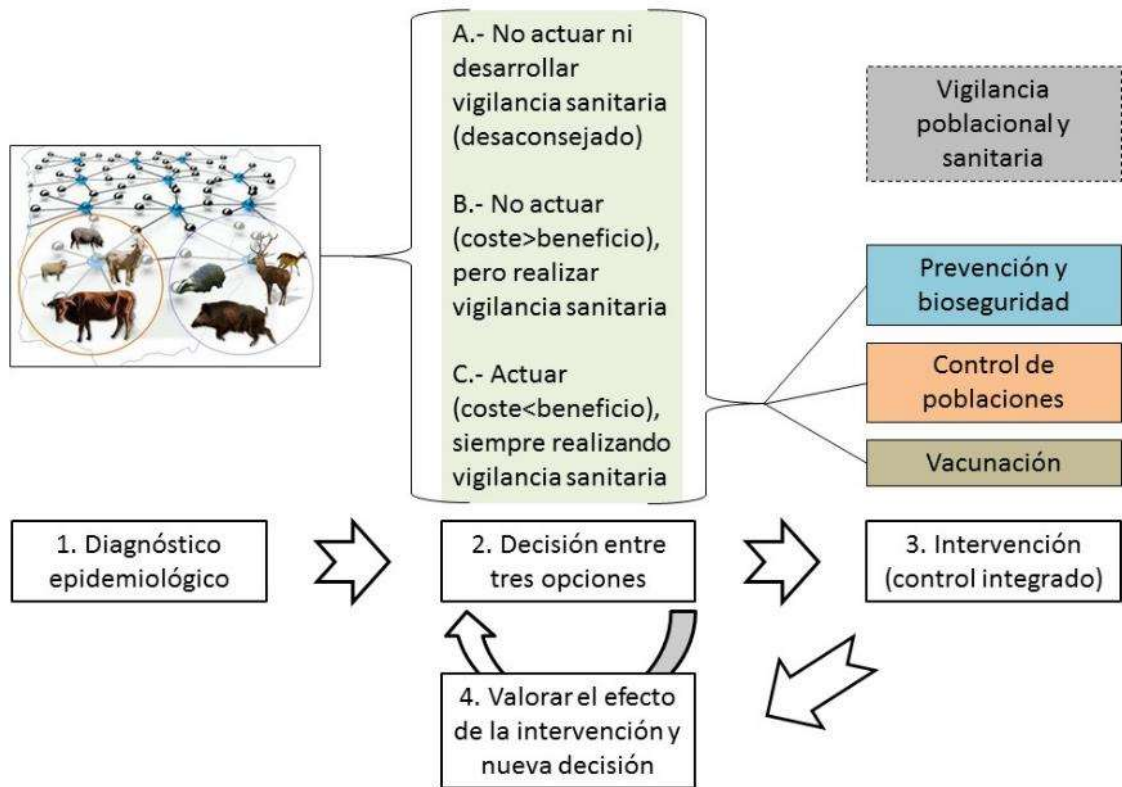 A.- No actuar ni
desarrollar
vigilancia sanitaria
(desaconsejado)
B.- No actuar
(coste>beneficio),
pero realizar
vigilancia sanitaria
C.- Actuar
(coste<beneficio),
siempre realizando
vigilancia sanitaria
Vigilancia
poblacional y
sanitaria
Prevención y
bioseguridad
Control de
poblaciones
Vacunación
1. Diagnóstico
epidemiológico
2. Decisión entre
tres opciones
3. Intervención
(control integrado)
4. Valorar el efecto
de la intervención y
nueva decisión